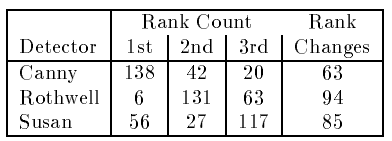 Rank Count Rank
Detector 1st 2nd 3rd Changes
Canny 138 42 20 63
Rothwell 6 131 63 94
Susan 56 27 117 85